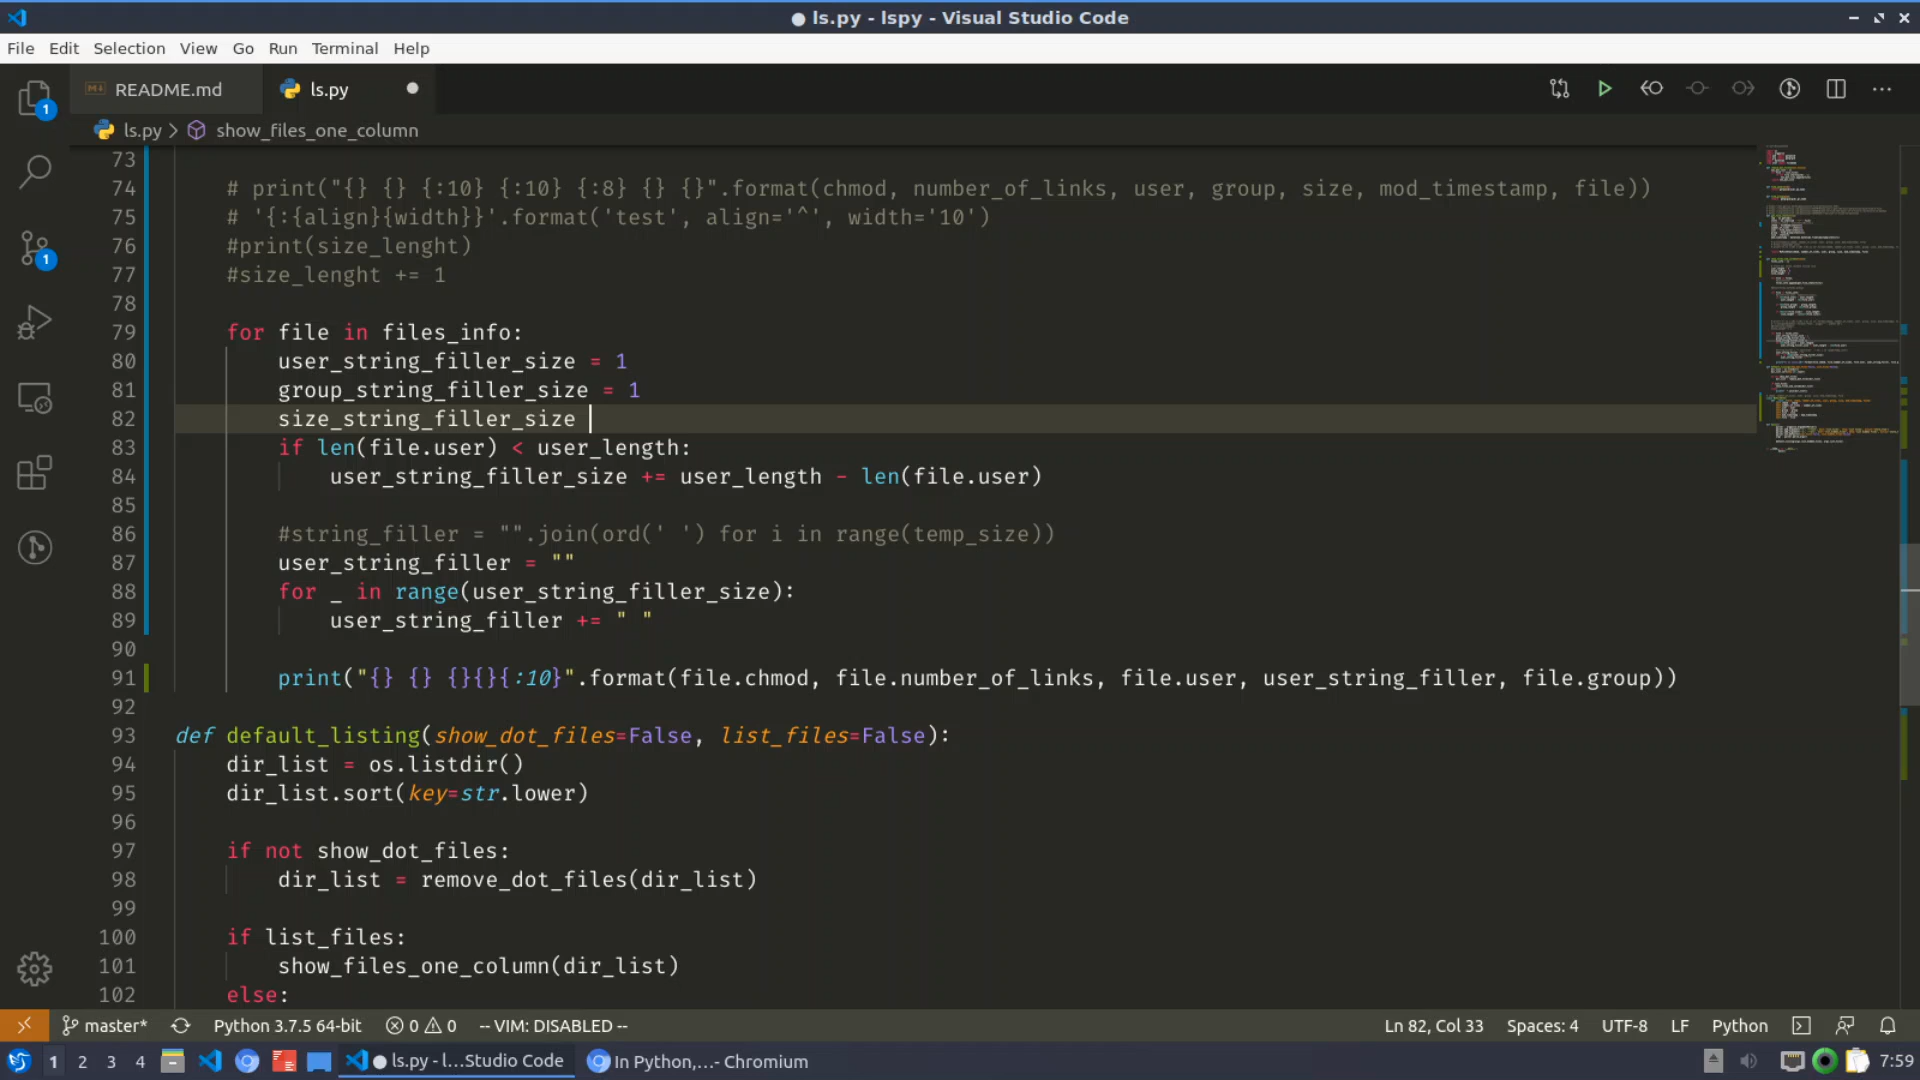 ● ls.py - lspy - Visual Studio Code
File Edit Selection View Go Run Terminal Help
README.md ls.py ●
ls.py > show_files_one_column
73
74 # print("{} {} {:10} {:10} {:8} {} {}".format(chmod, number_of_links, user, group, size, mod_timestamp, file))
75 # '{:{align}{width}}'.format('test', align='^', width='10')
76 #print(size_lenght)
77 #size_lenght += 1
78
79 for file in files_info:
80 user_string_filler_size = 1
81 group_string_filler_size = 1
82 size_string_filler_size
83 if len(file.user) < user_length:
84 user_string_filler_size += user_length - len(file.user)
85
86 #string_filler = "".join(ord(' ') for i in range(temp_size))
87 user_string_filler = ""
88 for _ in range(user_string_filler_size):
89 user_string_filler += " "
90
91 print("{} {} {}{}{:10}".format(file.chmod, file.number_of_links, file.user, user_string_filler, file.group))
92
93 def default_listing(show_dot_files=False, list_files=False):
94 dir_list = os.listdir()
95 dir_list.sort(key=str.lower)
96
97 if not show_dot_files:
98 dir_list = remove_dot_files(dir_list)
99
100 if list_files:
101 show_files_one_column(dir_list)
102 else:
1
1
master* Python 3.7.5 64-bit 0 0 -- VIM: DISABLED -- Ln 82, Col 33 Spaces: 4 UTF-8 LF Python
1 2 3 4 ● ls.py - l...Studio Code In Python,...- Chromium 7:59